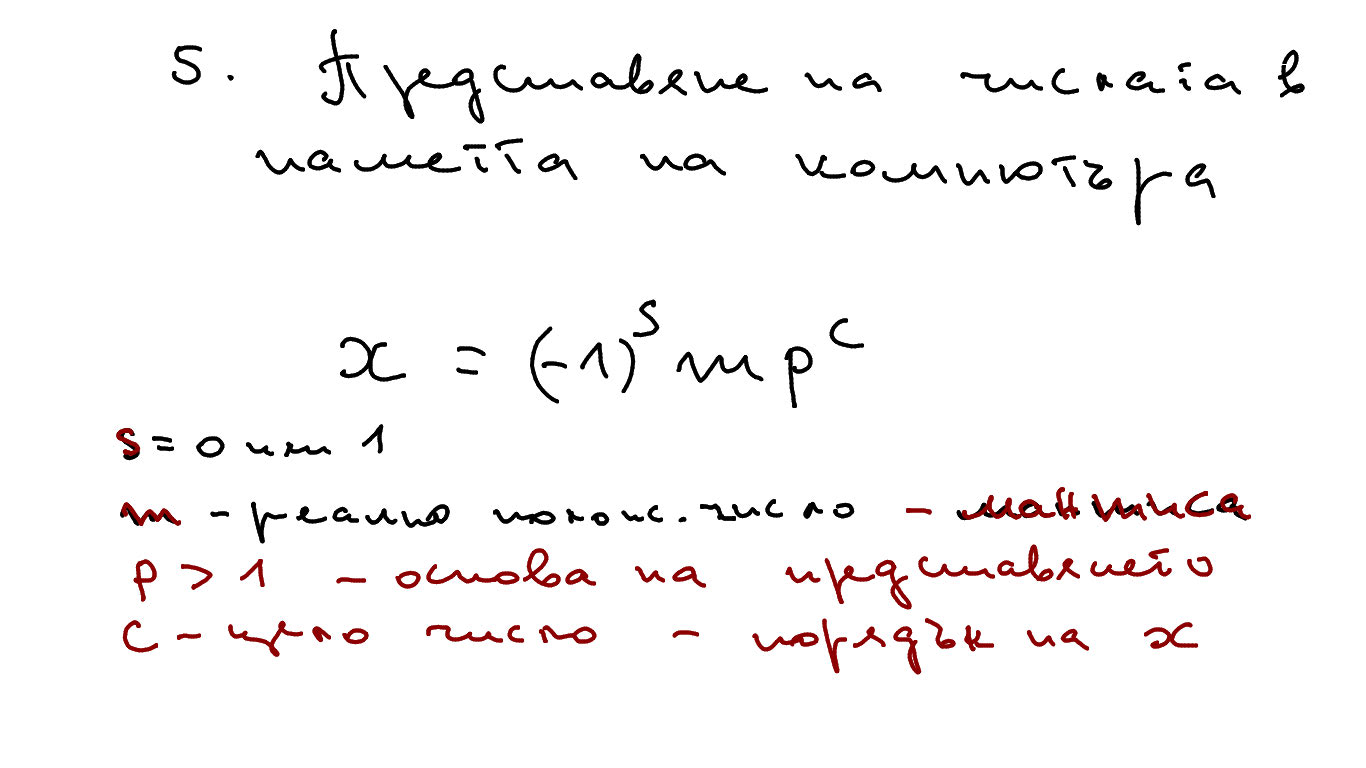 5. Представяне на числата в
паметта на компютъра
x = (-1)^s m p^c
s = 0 или 1
m - реално полож. число - мантиса
p > 1 - основа на представянето
c - цяло число - порядък на x